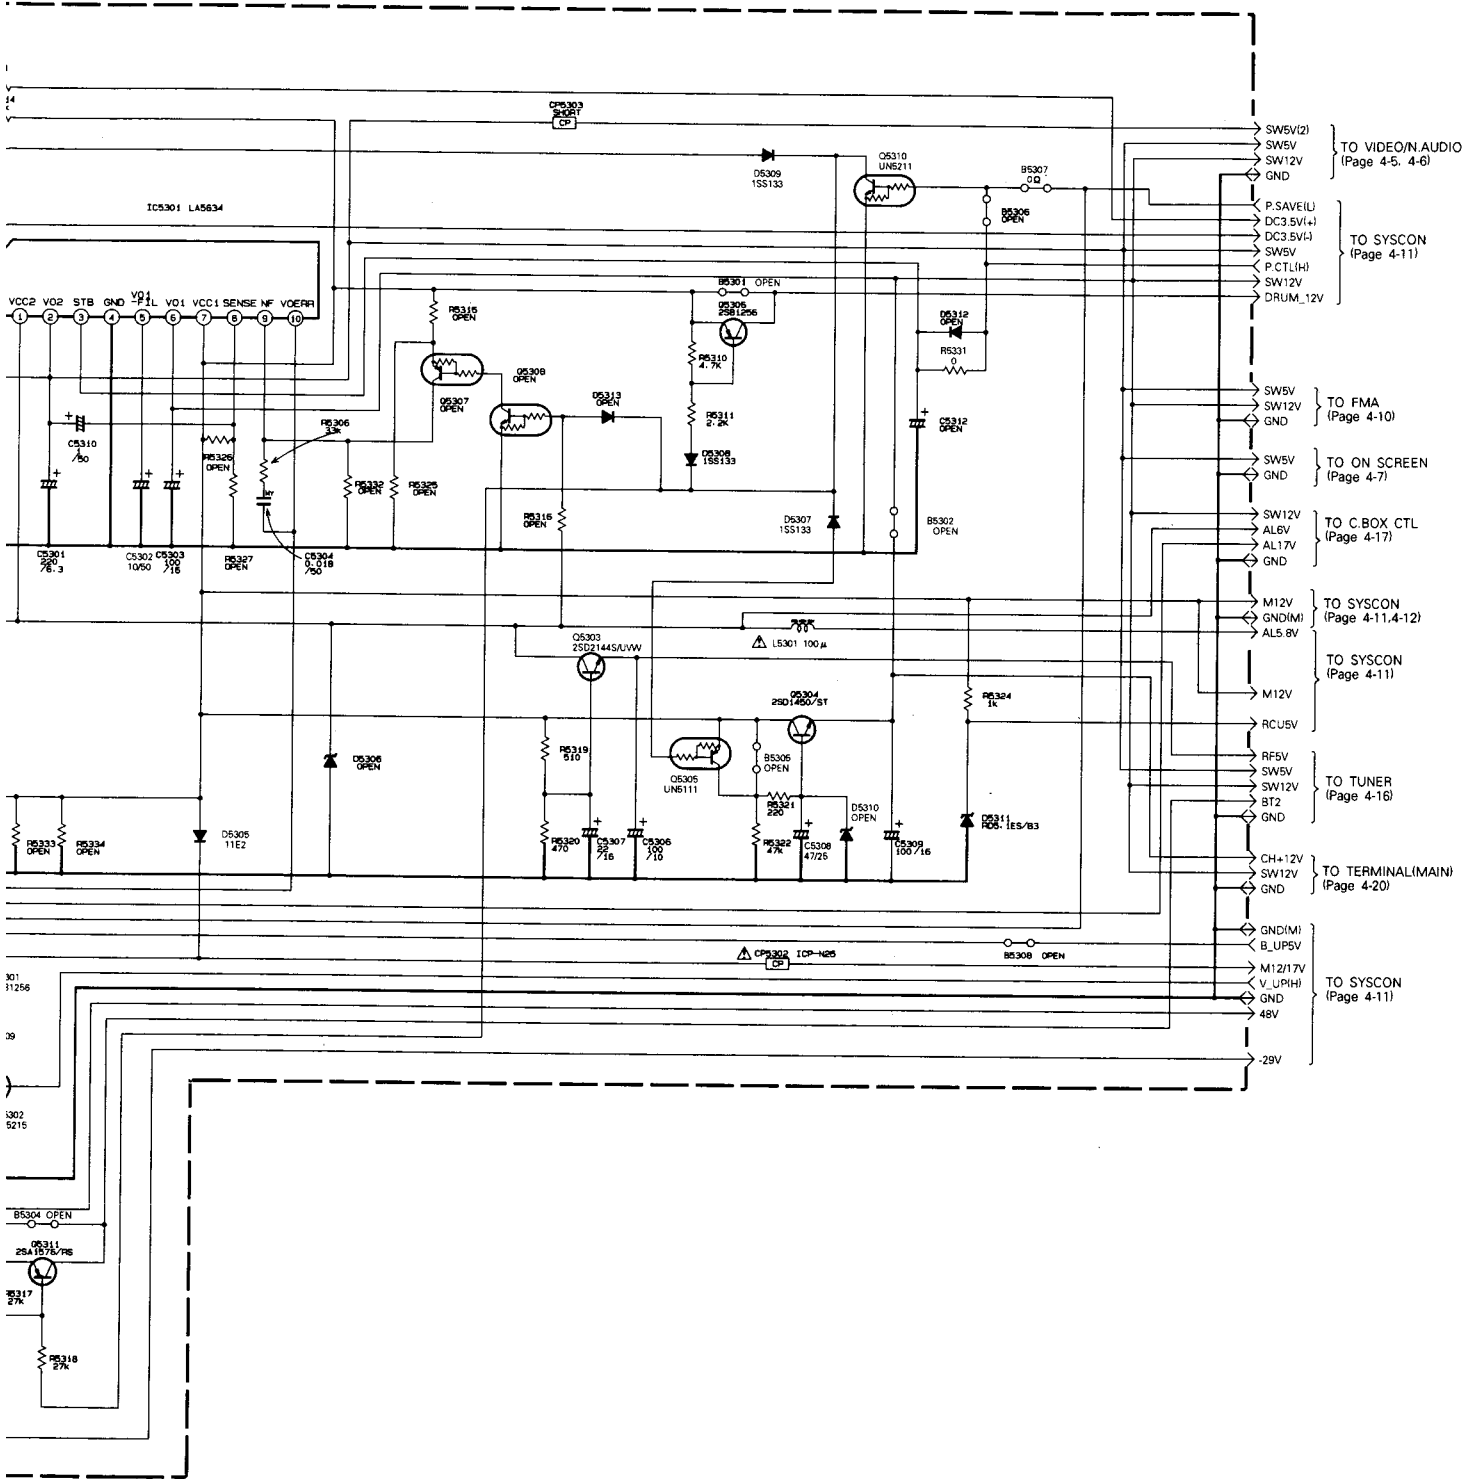 CP5303
SHORT
CP
SW5V(2)
SW5V
SW12V
GND
TO VIDEO/N.AUDIO
(Page 4-5, 4-6)
D5309
1SS133
Q5310
UN5211
B5307
0Ω
B5306
OPEN
IC5301 LA5634
P.SAVE(L)
DC3.5V(+)
DC3.5V(-)
SW5V
P.CTL(H)
SW12V
DRUM_12V
TO SYSCON
(Page 4-11)
VCC2 VO2 STB GND VO1-FIL VO1 VCC1 SENSE NF VOERR
1 2 3 4 5 6 7 8 9 10
R5315
OPEN
B5301 OPEN
Q5306
2SB1256
D5312
OPEN
R5331
0
R5310
4.7K
Q5308
OPEN
Q5307
OPEN
D5313
OPEN
R5311
2.2K
D5308
1SS133
C5312
OPEN
SW5V
SW12V
GND
TO FMA
(Page 4-10)
C5310
1
/50
R5306
33k
R5326
OPEN
R5332
OPEN
R5325
OPEN
R5316
OPEN
D5307
1SS133
B5302
OPEN
SW5V
GND
TO ON SCREEN
(Page 4-7)
SW12V
AL6V
AL17V
GND
TO C.BOX CTL
(Page 4-17)
MY
C5301
220
/6.3
C5302
10/50
C5303
100
/16
R5327
OPEN
C5304
0.018
/50
M12V
GND(M)
TO SYSCON
(Page 4-11,4-12)
AL5.8V
M12V
RCU5V
TO SYSCON
(Page 4-11)
Q5303
2SD2144S/UVW
L5301 100μ
Q5304
2SD1450/ST
R5324
1k
R5319
510
D5306
OPEN
Q5305
UN5111
B5305
OPEN
R5321
220
D5310
OPEN
D5311
RD5.1ES/B3
RF5V
SW5V
SW12V
BT2
GND
TO TUNER
(Page 4-16)
R5333
OPEN
R5334
OPEN
D5305
11E2
R5320
470
C5307
22
/16
C5306
100
/10
R5322
47k
C5308
47/25
C5309
100/16
CH+12V
SW12V
GND
TO TERMINAL(MAIN)
(Page 4-20)
GND(M)
B_UP5V
M12/17V
V_UP(H)
GND
48V
-29V
TO SYSCON
(Page 4-11)
CP5302 ICP-N25
CP
B5308 OPEN
301
31256
09
5302
5215
B5304 OPEN
Q5311
2SA1576/RS
R5317
27K
R5318
27K